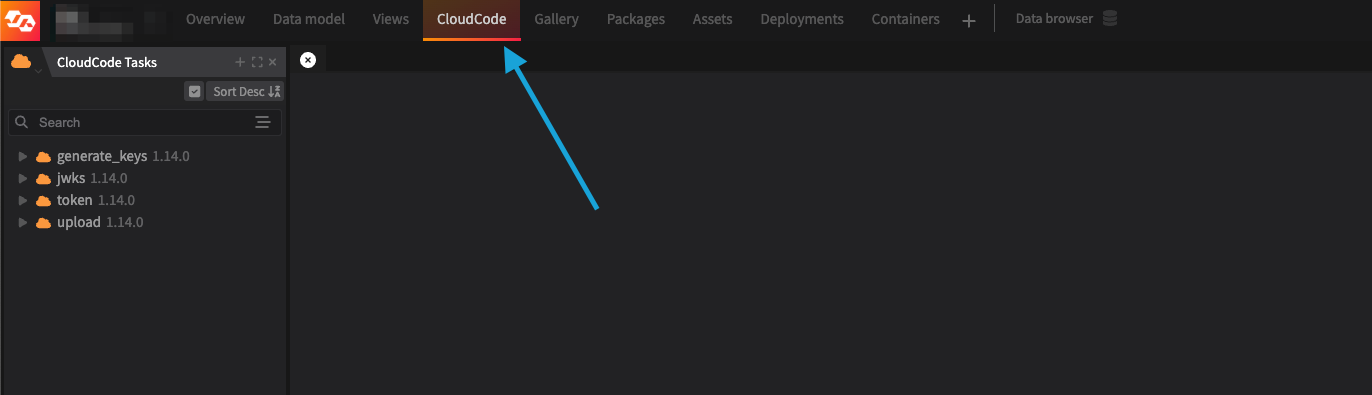 Overview Data model Views CloudCode Gallery Packages Assets Deployments Containers + Data browser
CloudCode Tasks
Sort Desc
Search
generate_keys 1.14.0
jwks 1.14.0
token 1.14.0
upload 1.14.0